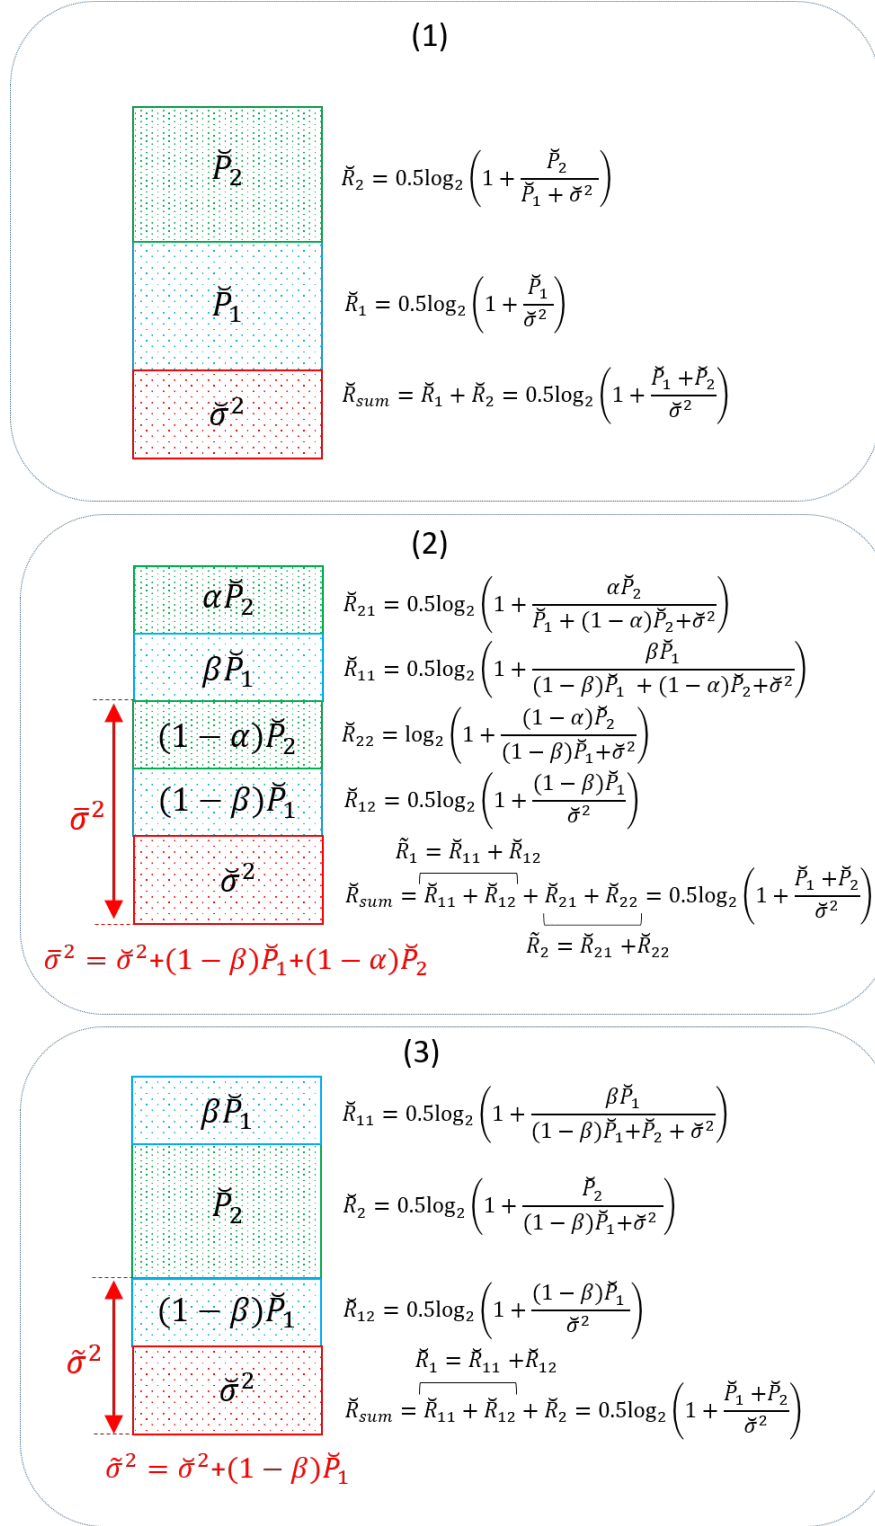 (1)
P̆₂
R̆₂ = 0.5log₂ (1 + P̆₂ / (P̆₁ + σ̆²))
P̆₁
R̆₁ = 0.5log₂ (1 + P̆₁ / σ̆²)
σ̆²
R̆ₛᵤₘ = R̆₁ + R̆₂ = 0.5log₂ (1 + (P̆₁ + P̆₂) / σ̆²)
(2)
αP̆₂
R̆₂₁ = 0.5log₂ (1 + αP̆₂ / (P̆₁ + (1 − α)P̆₂+σ̆²))
βP̆₁
R̆₁₁ = 0.5log₂ (1 + βP̆₁ / ((1 − β)P̆₁ + (1 − α)P̆₂+σ̆²))
(1 − α)P̆₂
R̆₂₂ = log₂ (1 + (1 − α)P̆₂ / ((1 − β)P̆₁+σ̆²))
(1 − β)P̆₁
R̆₁₂ = 0.5log₂ (1 + (1 − β)P̆₁ / σ̆²)
σ̄²
R̃₁ = R̆₁₁ + R̆₁₂
σ̆²
R̆ₛᵤₘ = R̆₁₁ + R̆₁₂ + R̆₂₁ + R̆₂₂ = 0.5log₂ (1 + (P̆₁ + P̆₂) / σ̆²)
R̃₂ = R̆₂₁ + R̆₂₂
σ̄² = σ̆²+(1 − β)P̆₁+(1 − α)P̆₂
(3)
βP̆₁
R̆₁₁ = 0.5log₂ (1 + βP̆₁ / ((1 − β)P̆₁+P̆₂ + σ̆²))
P̆₂
R̆₂ = 0.5log₂ (1 + P̆₂ / ((1 − β)P̆₁+σ̆²))
(1 − β)P̆₁
R̆₁₂ = 0.5log₂ (1 + (1 − β)P̆₁ / σ̆²)
σ̃²
R̆₁ = R̆₁₁ + R̆₁₂
σ̆²
R̆ₛᵤₘ = R̆₁₁ + R̆₁₂ + R̆₂ = 0.5log₂ (1 + (P̆₁ + P̆₂) / σ̆²)
σ̃² = σ̆²+(1 − β)P̆₁